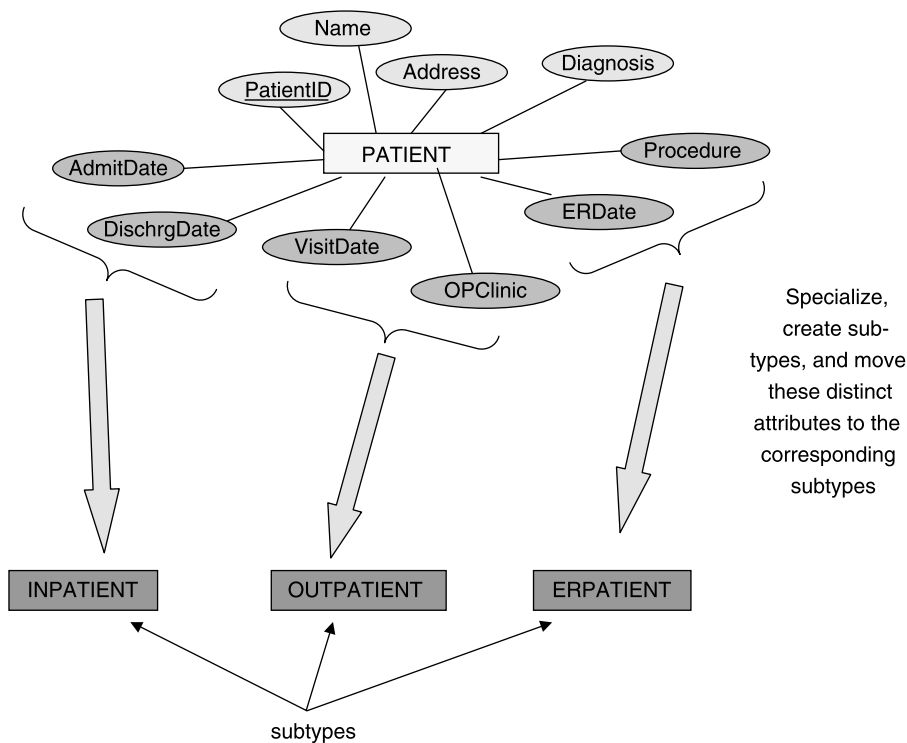 Name
Address
Diagnosis
PatientID
PATIENT
Procedure
AdmitDate
ERDate
DischrgDate
VisitDate
OPClinic
Specialize,
create sub-
types, and move
these distinct
attributes to the
corresponding
subtypes
INPATIENT
OUTPATIENT
ERPATIENT
subtypes